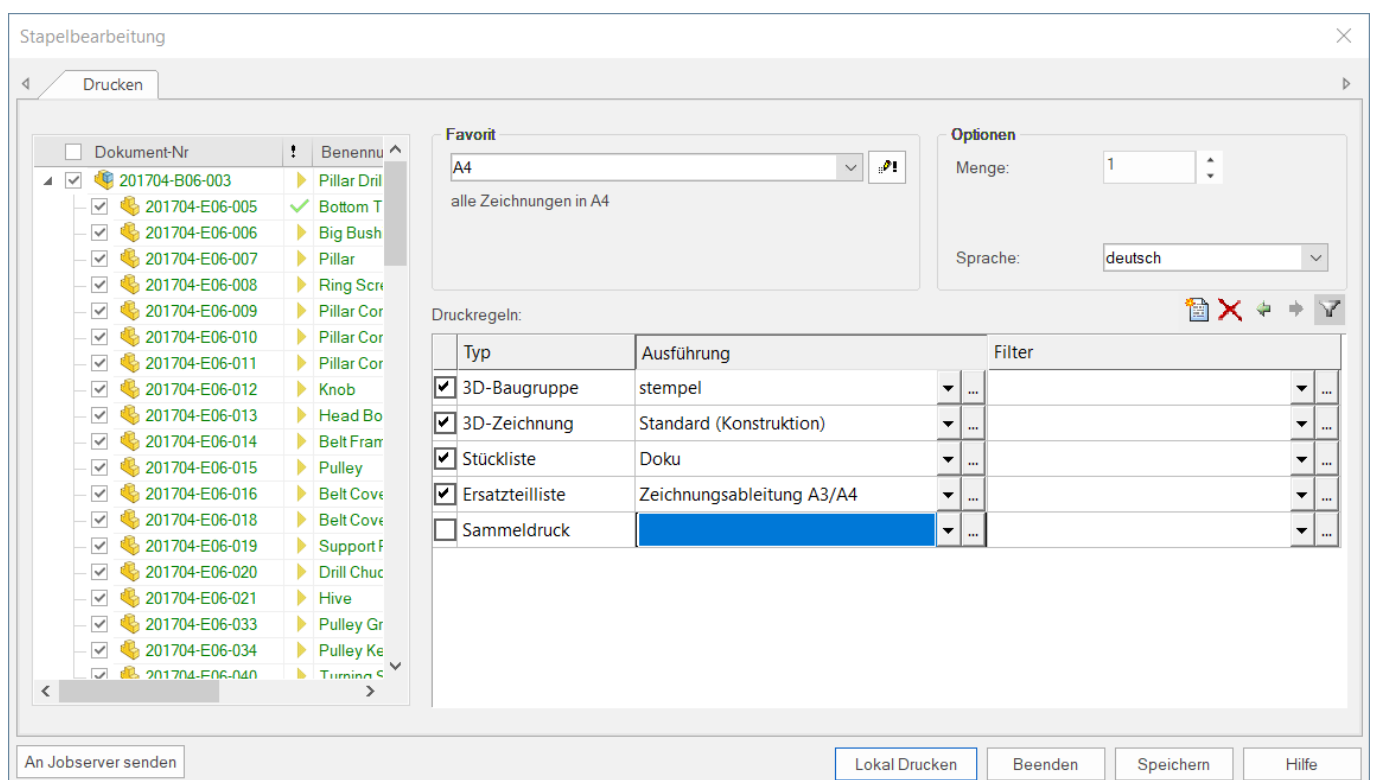 Stapelbearbeitung
Drucken
Dokument-Nr ! Benennu
201704-B06-003 Pillar Dril
201704-E06-005 Bottom T
201704-E06-006 Big Bush
201704-E06-007 Pillar
201704-E06-008 Ring Scre
201704-E06-009 Pillar Cor
201704-E06-010 Pillar Cor
201704-E06-011 Pillar Cor
201704-E06-012 Knob
201704-E06-013 Head Bo
201704-E06-014 Belt Fram
201704-E06-015 Pulley
201704-E06-016 Belt Cove
201704-E06-018 Belt Cove
201704-E06-019 Support F
201704-E06-020 Drill Chuc
201704-E06-021 Hive
201704-E06-033 Pulley Gr
201704-E06-034 Pulley Ke
201704-E06-040 Turning S
Favorit
A4
alle Zeichnungen in A4
Optionen
Menge: 1
Sprache: deutsch
Druckregeln:
Typ Ausführung Filter
3D-Baugruppe stempel ... ...
3D-Zeichnung Standard (Konstruktion) ... ...
Stückliste Doku ... ...
Ersatzteilliste Zeichnungsableitung A3/A4 ... ...
Sammeldruck ... ...
An Jobserver senden Lokal Drucken Beenden Speichern Hilfe